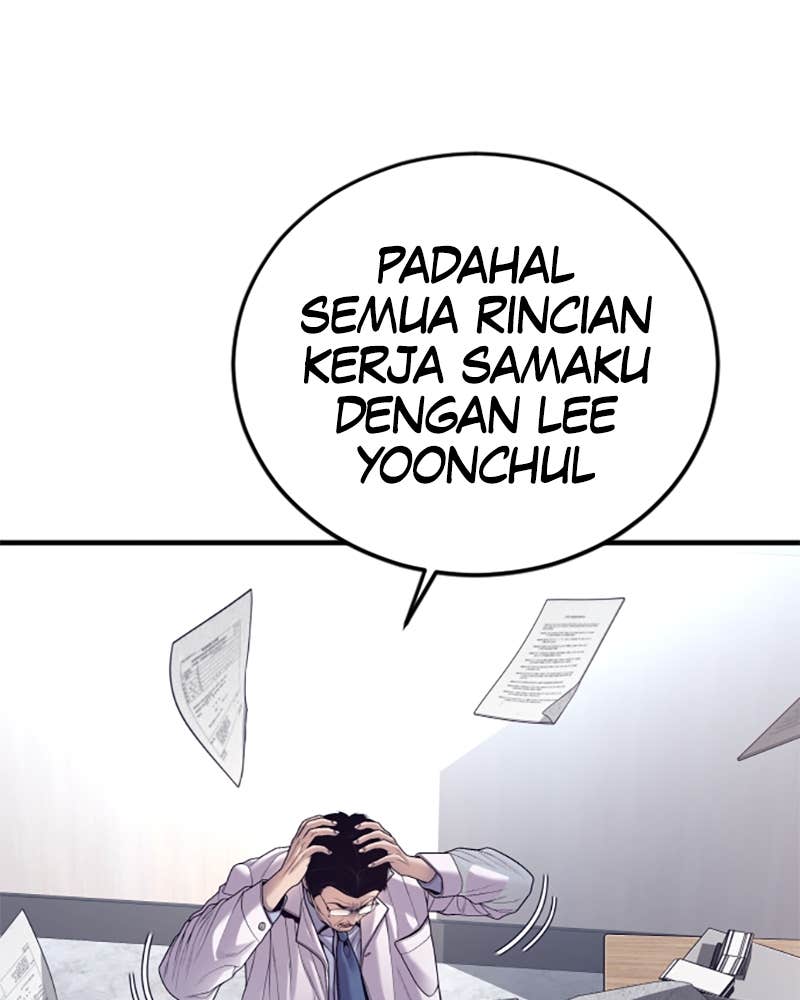 PADAHAL
SEMUA RINCIAN
KERJA SAMAKU
DENGAN LEE
YOONCHUL